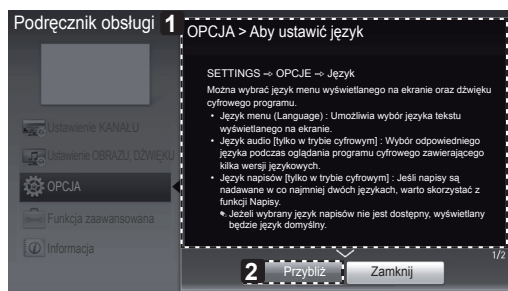 Podręcznik obsługi
1
OPCJA > Aby ustawić język
SETTINGS ➾ OPCJE ➾ Język
Można wybrać język menu wyświetlanego na ekranie oraz dźwięku
cyfrowego programu.
• Język menu (Language) : Umożliwia wybór języka tekstu
wyświetlanego na ekranie.
• Język audio [tylko w trybie cyfrowym] : Wybór odpowiedniego
języka podczas oglądania programu cyfrowego zawierającego
kilka wersji językowych.
• Język napisów [tylko w trybie cyfrowym] : Jeśli napisy są
nadawane w co najmniej dwóch językach, warto skorzystać z
funkcji Napisy.
Jeżeli wybrany język napisów nie jest dostępny, wyświetlany
będzie język domyślny.
Ustawienie KANAŁU
Ustawienie OBRAZU, DŹWIĘKU
OPCJA
Funkcja zaawansowana
Informacja
1/2
2
Przybliż
Zamknij